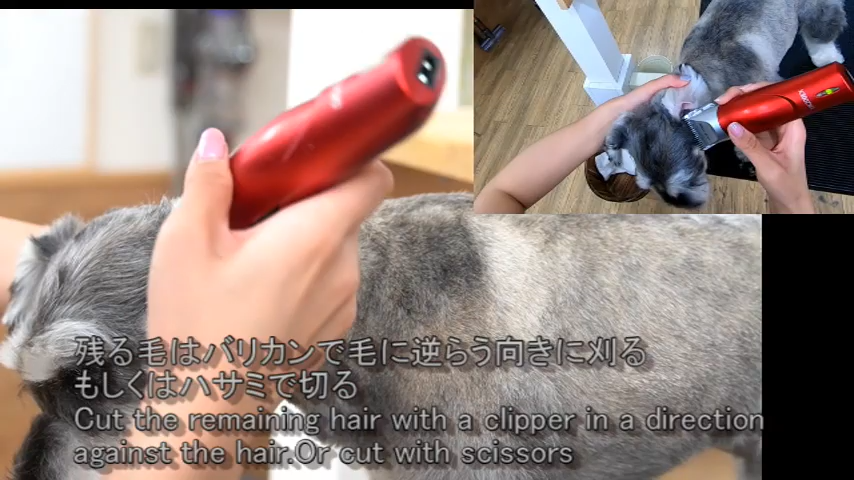 残る毛はバリカンで毛に逆らう向きに刈る
もしくはハサミで切る
Cut the remaining hair with a clipper in a direction
against the hair.Or cut with scissors